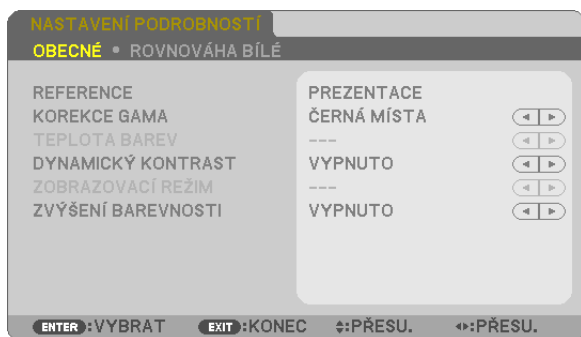 NASTAVENÍ PODROBNOSTÍ
OBECNÉ • ROVNOVÁHA BÍLÉ
REFERENCE PREZENTACE
KOREKCE GAMA ČERNÁ MÍSTA
TEPLOTA BAREV ---
DYNAMICKÝ KONTRAST VYPNUTO
ZOBRAZOVACÍ REŽIM ---
ZVÝŠENÍ BAREVNOSTI VYPNUTO
ENTER :VYBRAT EXIT :KONEC :PŘESU. :PŘESU.